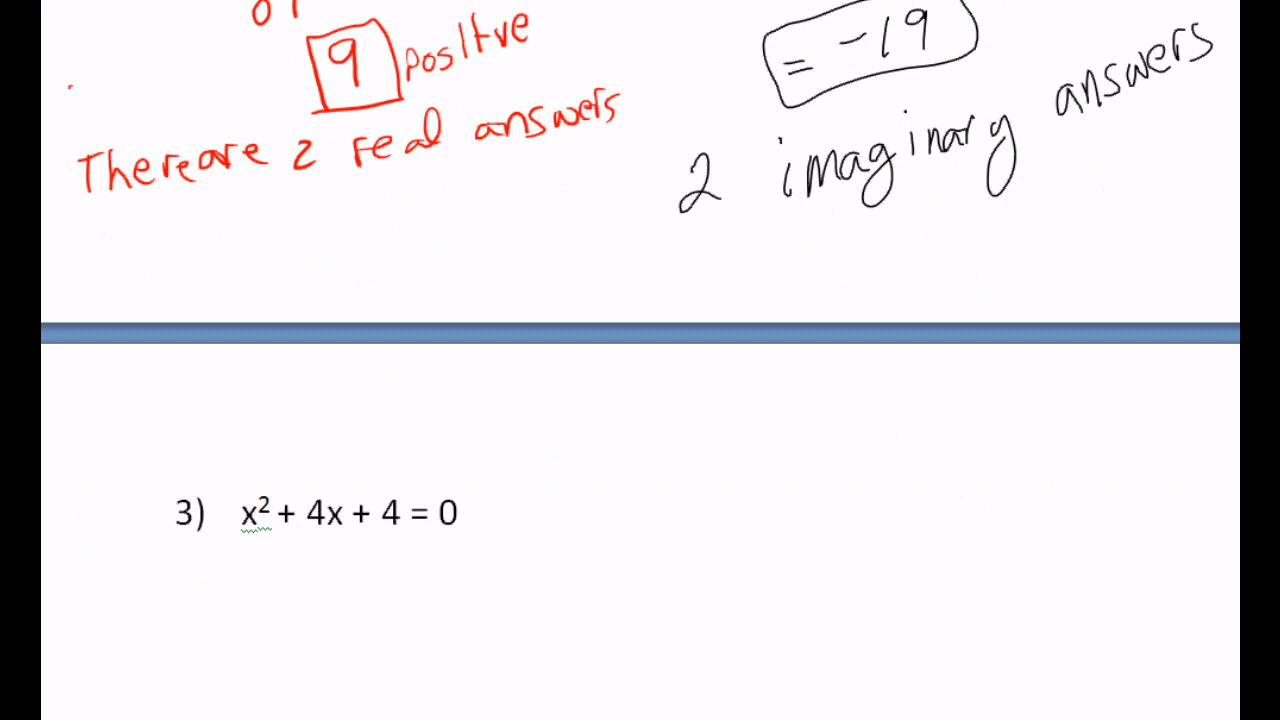 9 positive
There are 2 real answers
= -19
2 imaginary answers
3) x² + 4x + 4 = 0